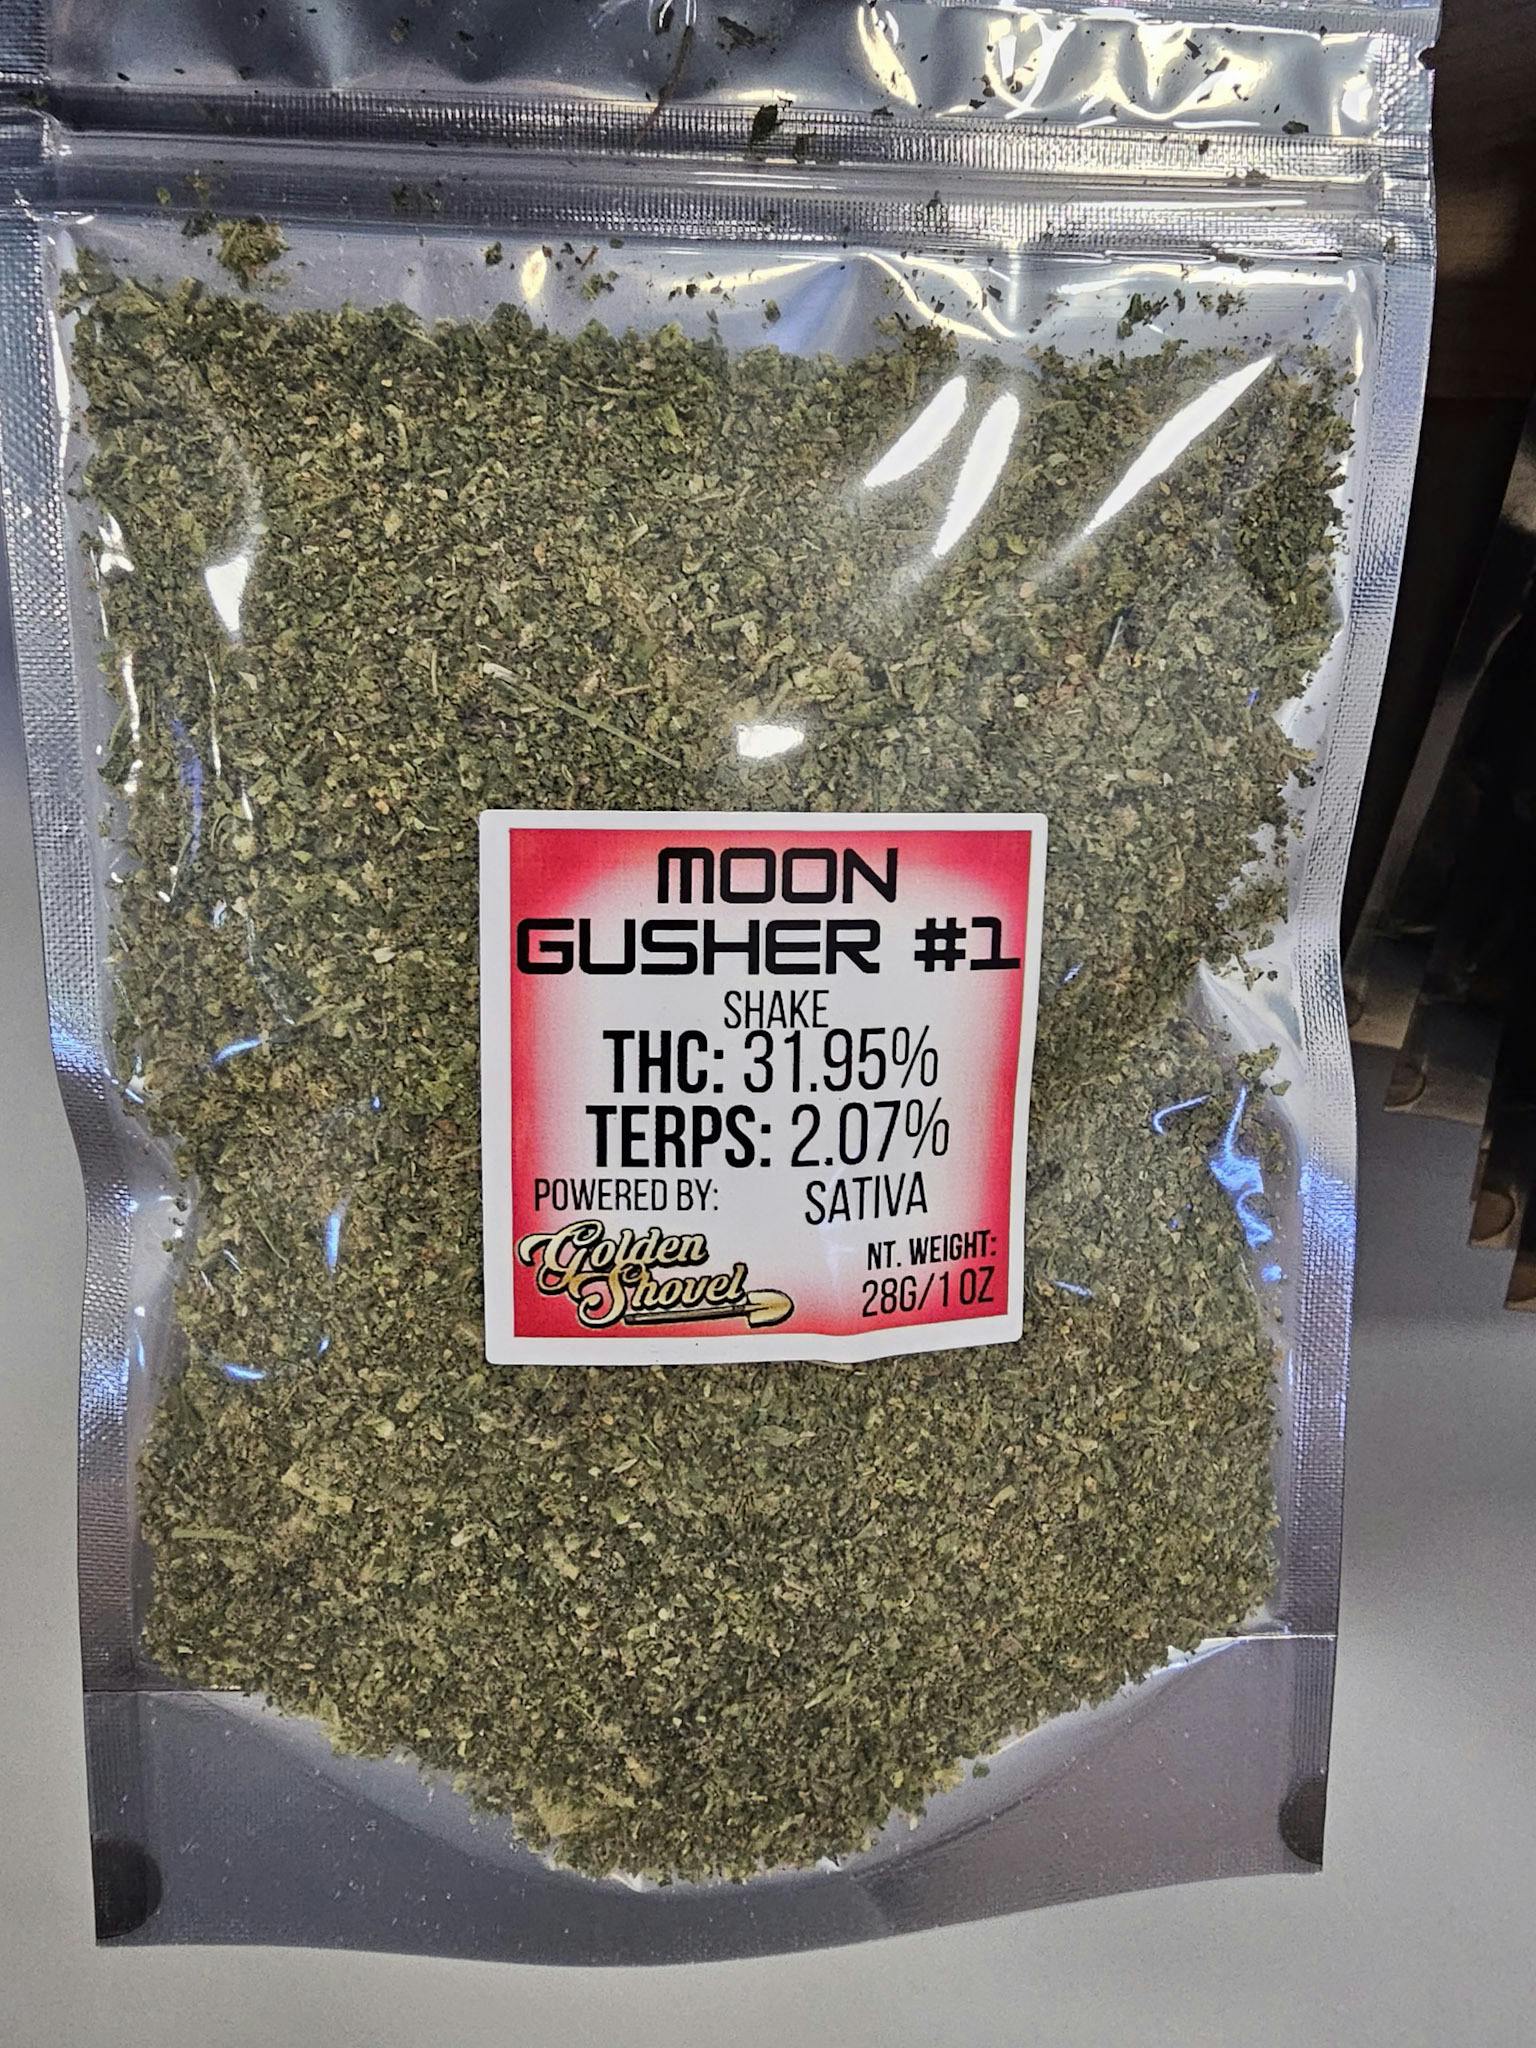 MOON
GUSHER #1
SHAKE
THC: 31.95%
TERPS: 2.07%
POWERED BY: SATIVA
Golden
Shovel
NT. WEIGHT:
28G/1 OZ